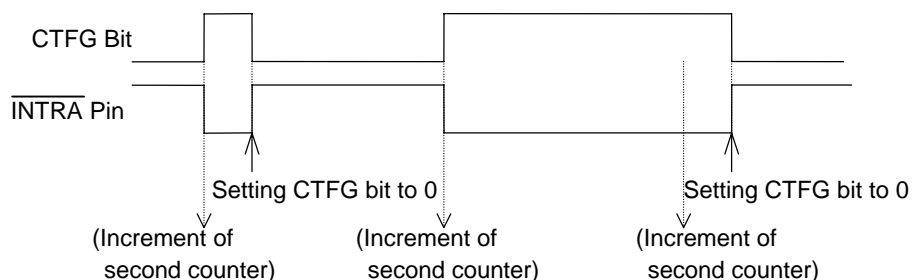 CTFG Bit
INTRA Pin
Setting CTFG bit to 0
Setting CTFG bit to 0
(Increment of
second counter)
(Increment of
second counter)
(Increment of
second counter)